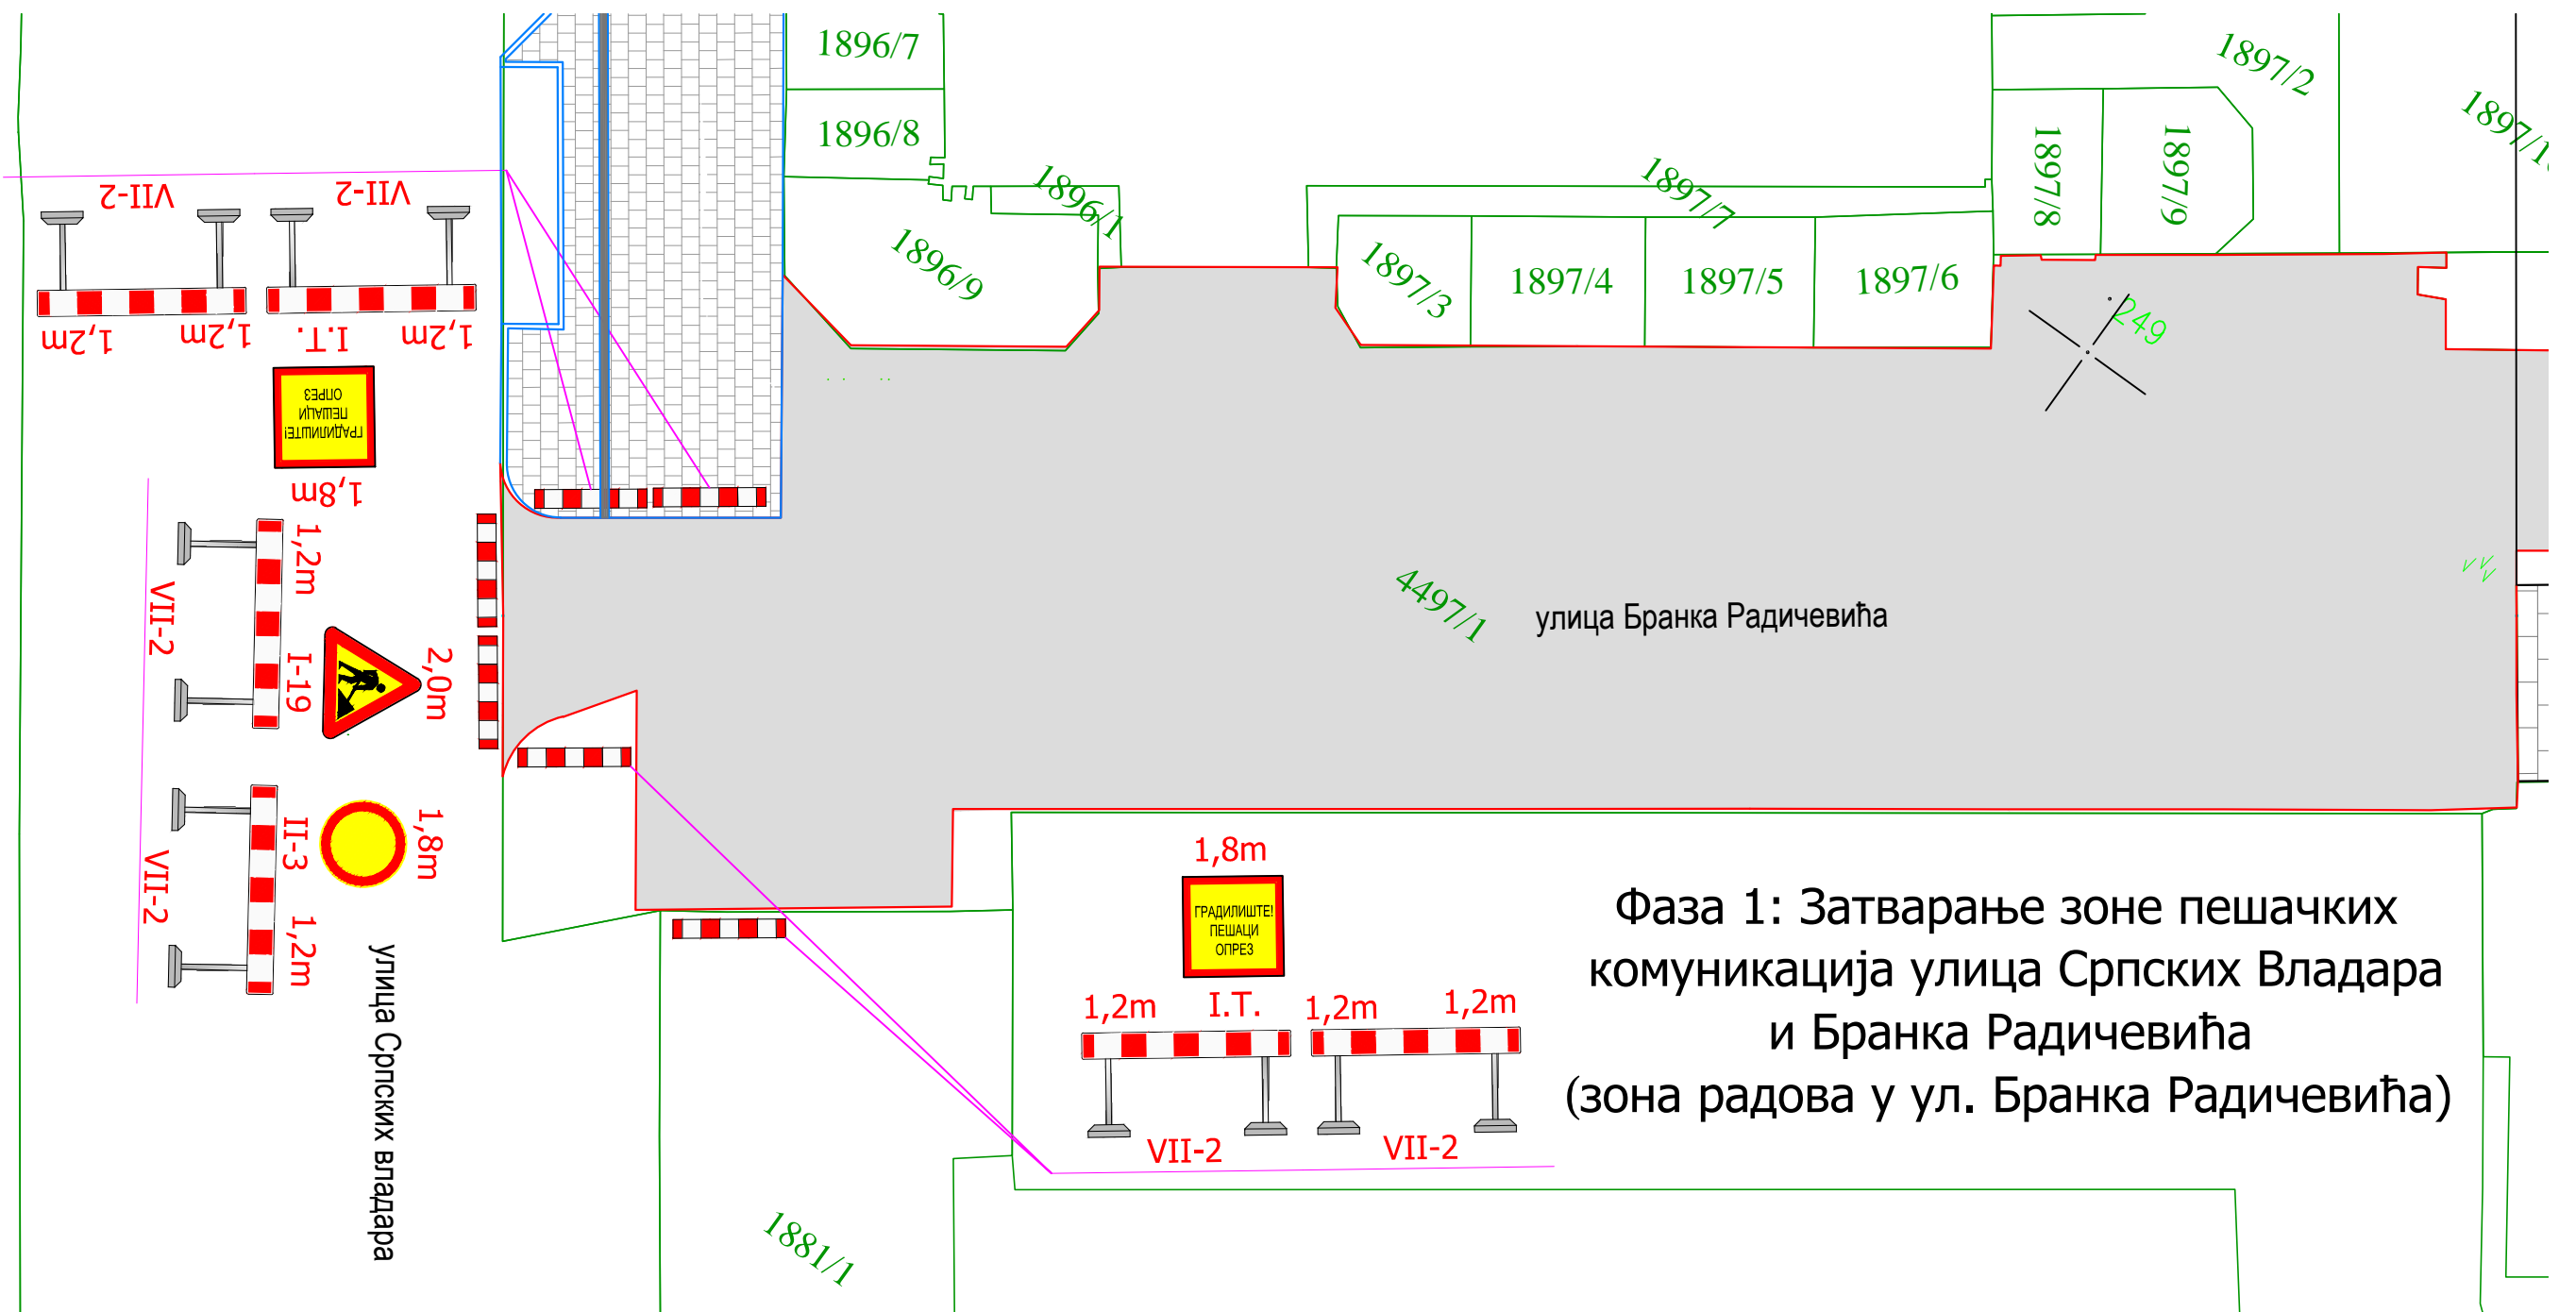 1896/7
1896/8
1896/1
1896/9
1897/7
1897/3
1897/4
1897/5
1897/6
1897/8
1897/9
1897/2
249
VII-2
VII-2
1,2m
1,2m
I.T.
1,2m
ГРАДИЛИШТЕ!
ПЕШАЦИ
ОПРЕЗ
1,8m
1,2m
VII-2
I-19
2,0m
II-3
1,8m
VII-2
1,2m
улица Српских владара
4497/1
улица Бранка Радичевића
1,8m
ГРАДИЛИШТЕ!
ПЕШАЦИ
ОПРЕЗ
1,2m
I.T.
1,2m
1,2m
VII-2
VII-2
Фаза 1: Затварање зоне пешачких
комуникација улица Српских Владара
и Бранка Радичевића
(зона радова у ул. Бранка Радичевића)
1881/1